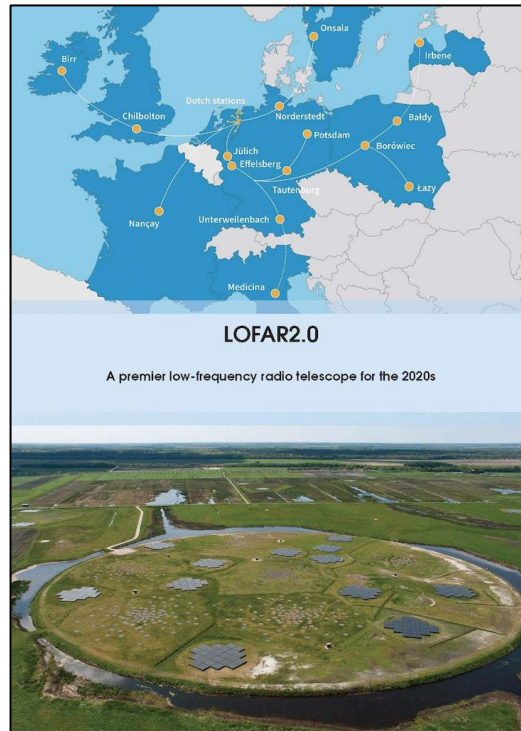 Onsala
Birr
Irbene
Dutch stations
Chilbolton
Norderstedt
Bałdy
Potsdam
Jülich
Borówiec
Effelsberg
Tautenburg
Łazy
Nançay
Unterweilenbach
Medicina
LOFAR2.0
A premier low-frequency radio telescope for the 2020s